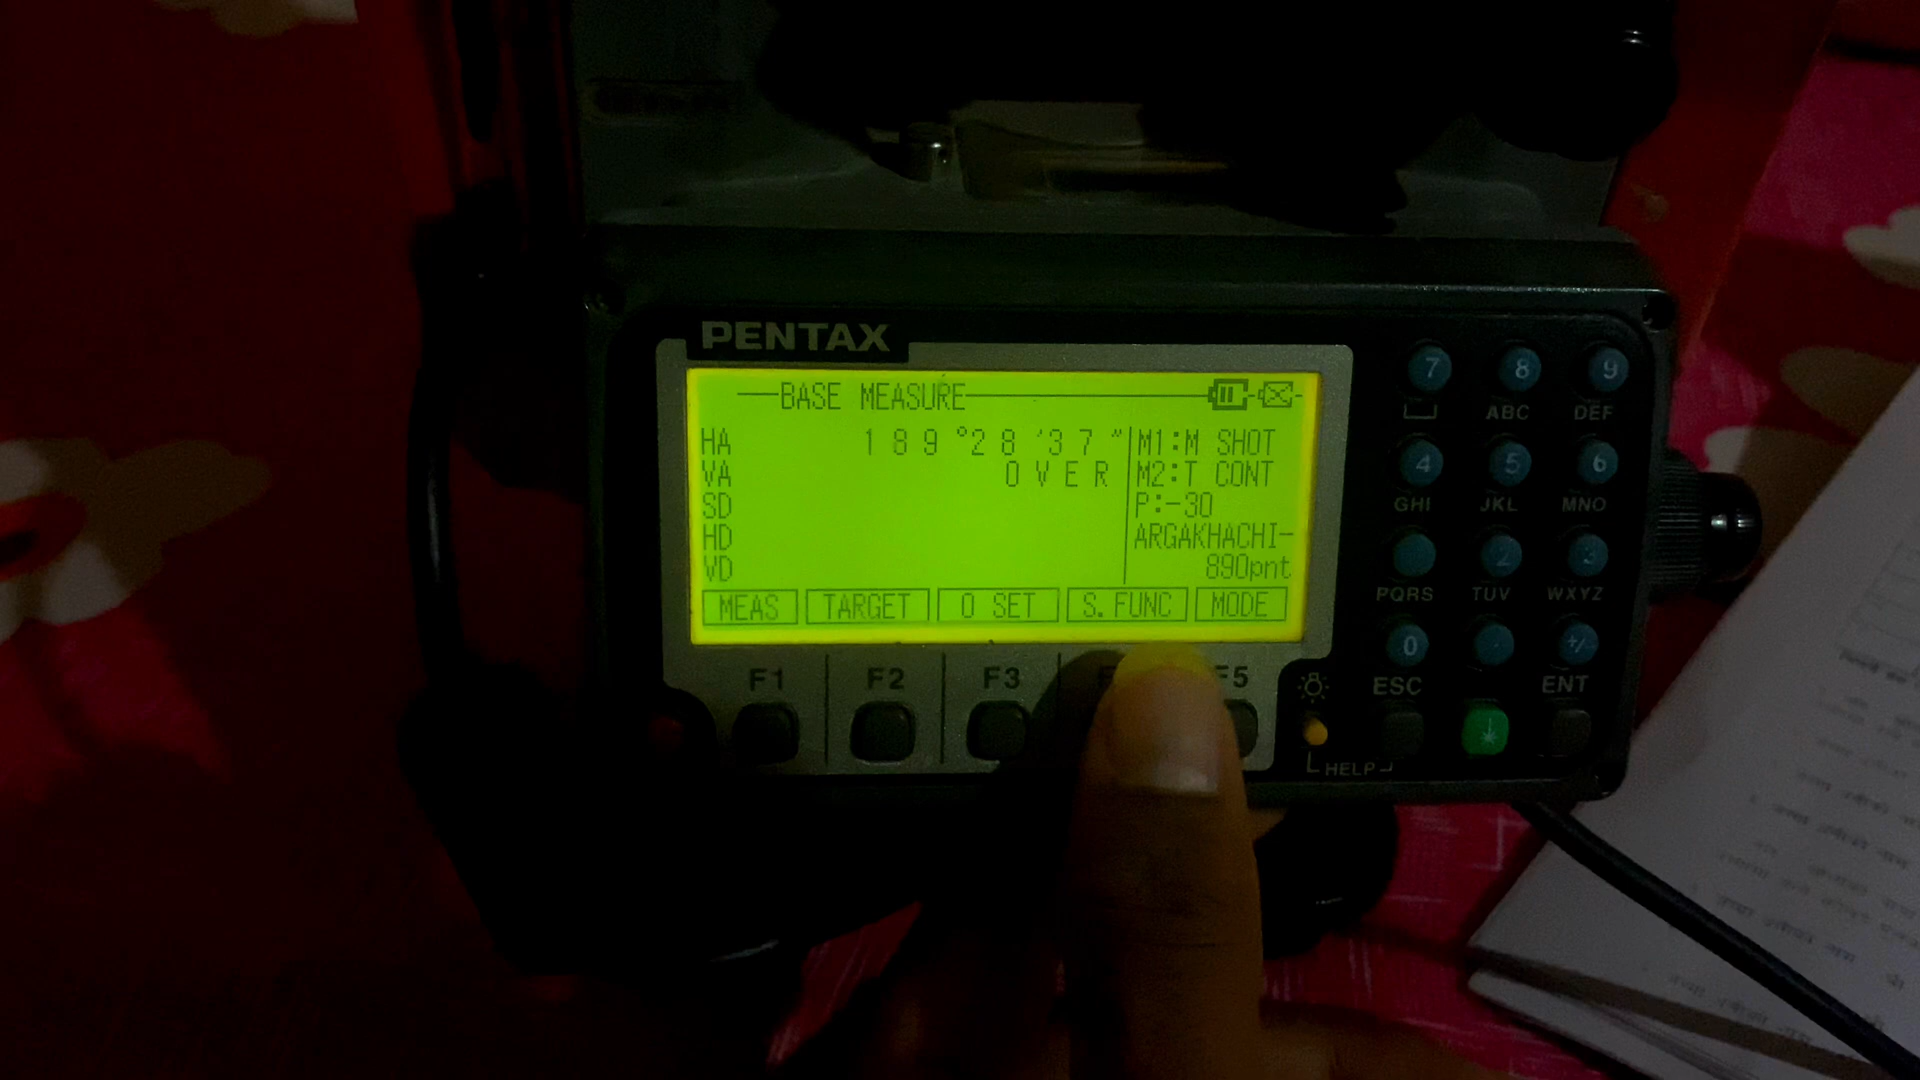 PENTAX
BASE MEASURE
HA 189°28'37" M1:M SHOT
VA OVER M2:T CONT
SD P:-30
HD ARGAKHACHI-
VD 890pnt
MEAS TARGET 0 SET S.FUNC MODE
F1 F2 F3 F5
7 8 9
ABC DEF
4 5 6
GHI JKL MNO
2 3
PQRS TUV WXYZ
0 . +/-
ESC ENT
HELP